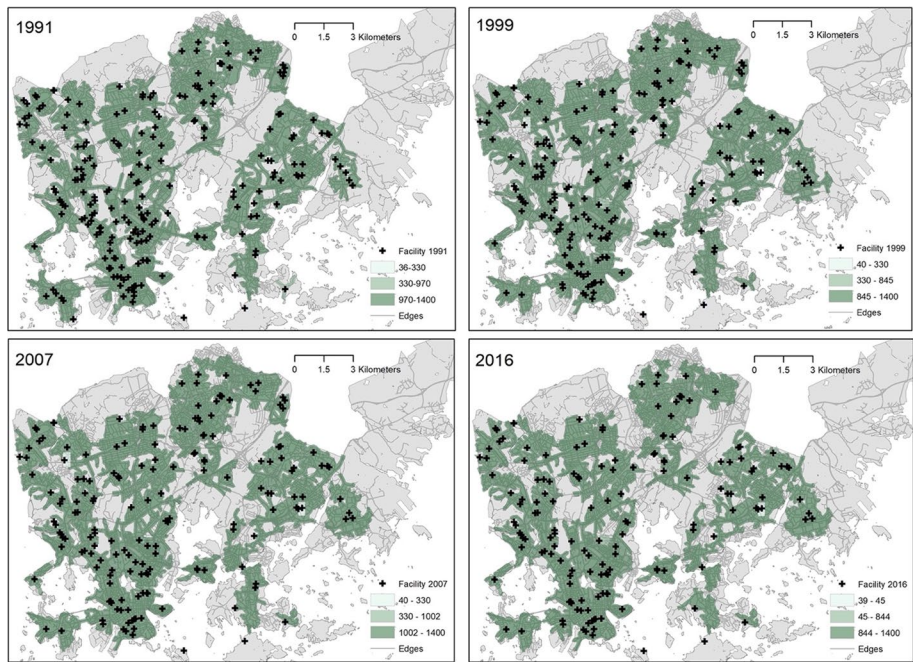 1991
0 1.5 3 Kilometers
Facility 1991
36-330
330-970
970-1400
Edges
1999
0 1.5 3 Kilometers
Facility 1999
40 - 330
330 - 845
845 - 1400
Edges
2007
0 1.5 3 Kilometers
Facility 2007
40 - 330
330 - 1002
1002 - 1400
Edges
2016
0 1.5 3 Kilometers
Facility 2016
39 - 45
45 - 844
844 - 1400
Edges